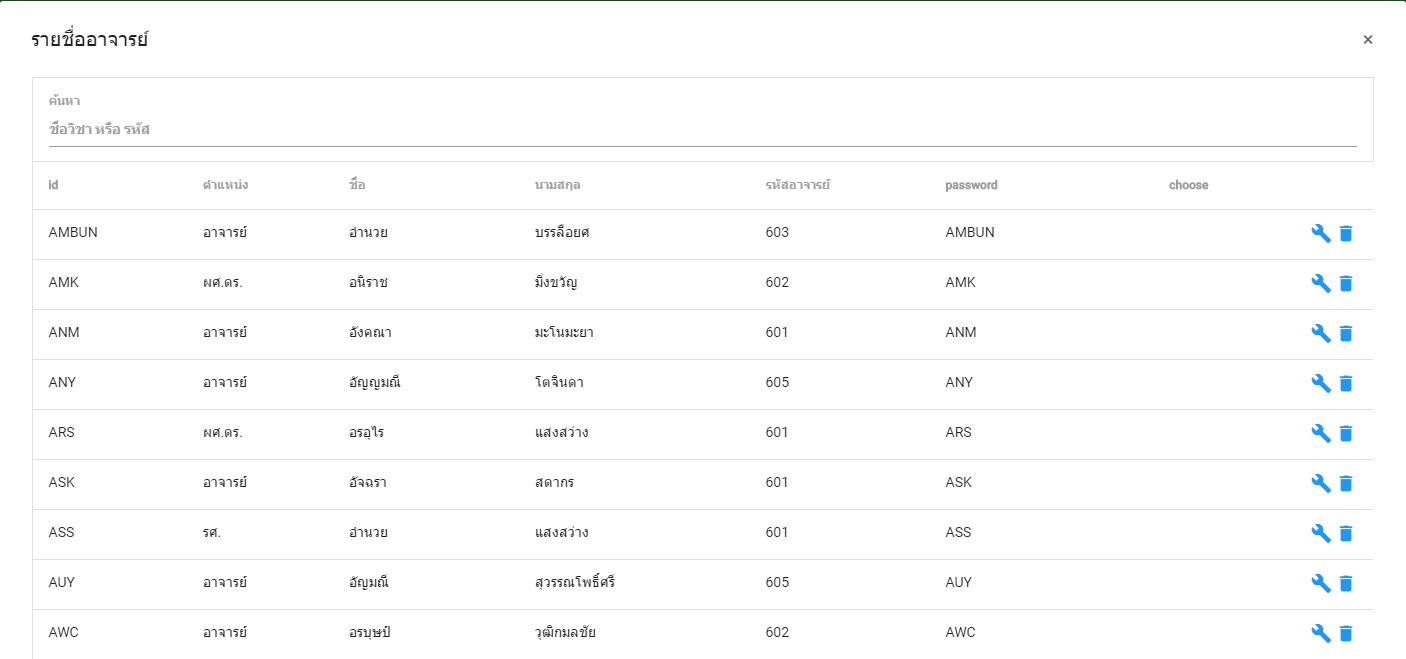 รายชื่ออาจารย์ ×
ค้นหา
ชื่อวิชา หรือ รหัส
id ตำแหน่ง ชื่อ นามสกุล รหัสอาจารย์ password choose
AMBUN อาจารย์ อำนวย บรรลือยศ 603 AMBUN
AMK ผศ.ดร. อนิราช มิ่งขวัญ 602 AMK
ANM อาจารย์ อังคณา มะโนมะยา 601 ANM
ANY อาจารย์ อัญญมณี โตจินดา 605 ANY
ARS ผศ.ดร. อรอุไร แสงสว่าง 601 ARS
ASK อาจารย์ อัจฉรา สดากร 601 ASK
ASS รศ. อำนวย แสงสว่าง 601 ASS
AUY อาจารย์ อัญมณี สุวรรณโพธิ์ศรี 605 AUY
AWC อาจารย์ อรบุษป์ วุฒิกมลชัย 602 AWC